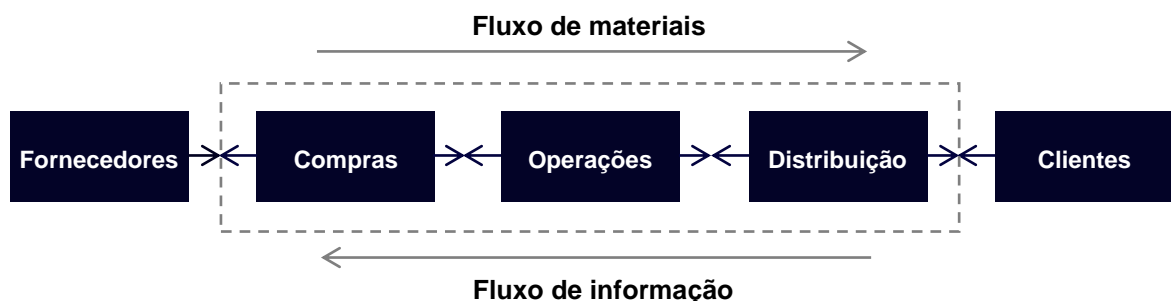 Fluxo de materiais
Fornecedores
Compras
Operações
Distribuição
Clientes
Fluxo de informação